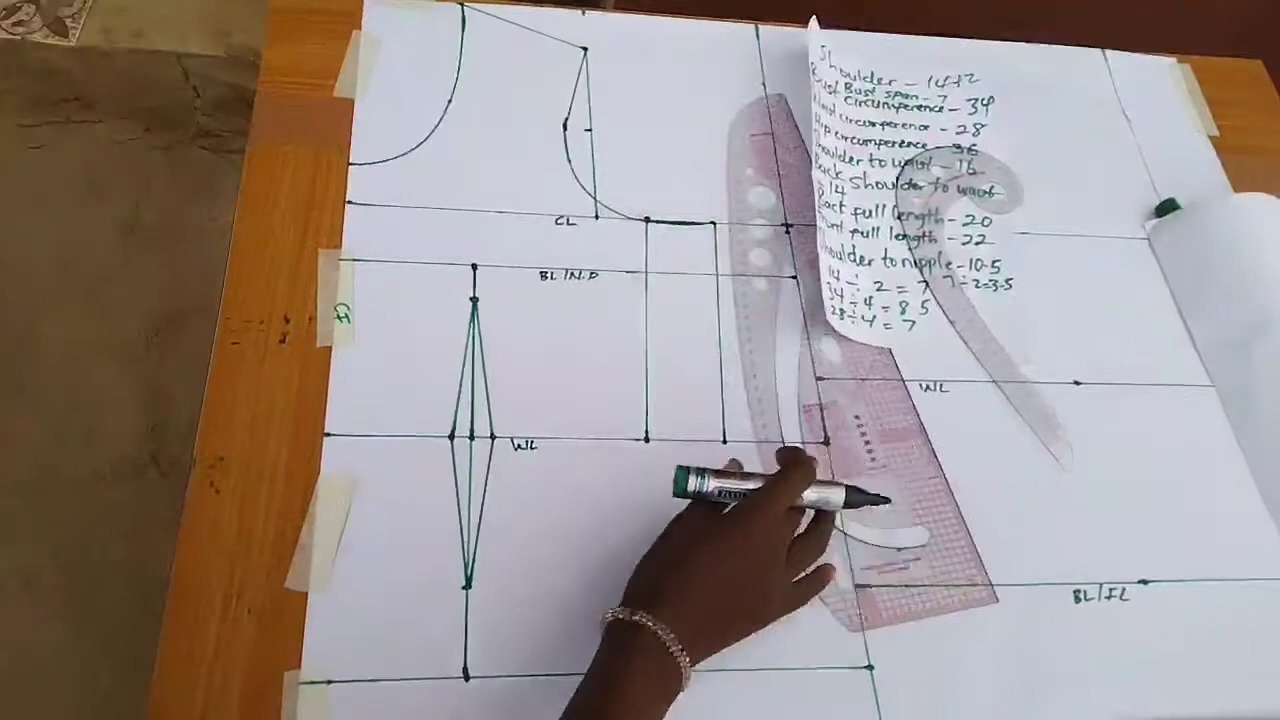 Shoulder - 14+2
Bust span - 7
Bust circumference - 34
Waist circumference - 28
Hip circumference - 36
Shoulder to waist - 16
Back shoulder to waist
- 14
Back full length - 20
Front full length - 22
Shoulder to nipple - 10.5
14 ÷ 2 = 7 7÷2=3.5
34 ÷ 4 = 8 5
28 ÷ 4 = 7
CL
BL/N.P
CF
WL
WL
BL/FL